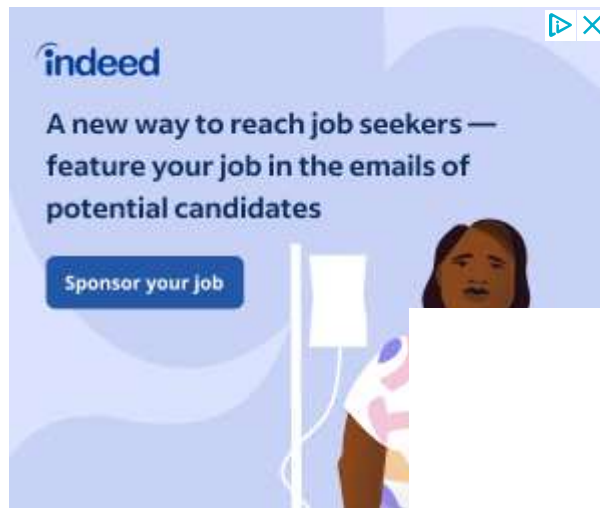 indeed
A new way to reach job seekers —
feature your job in the emails of
potential candidates
Sponsor your job